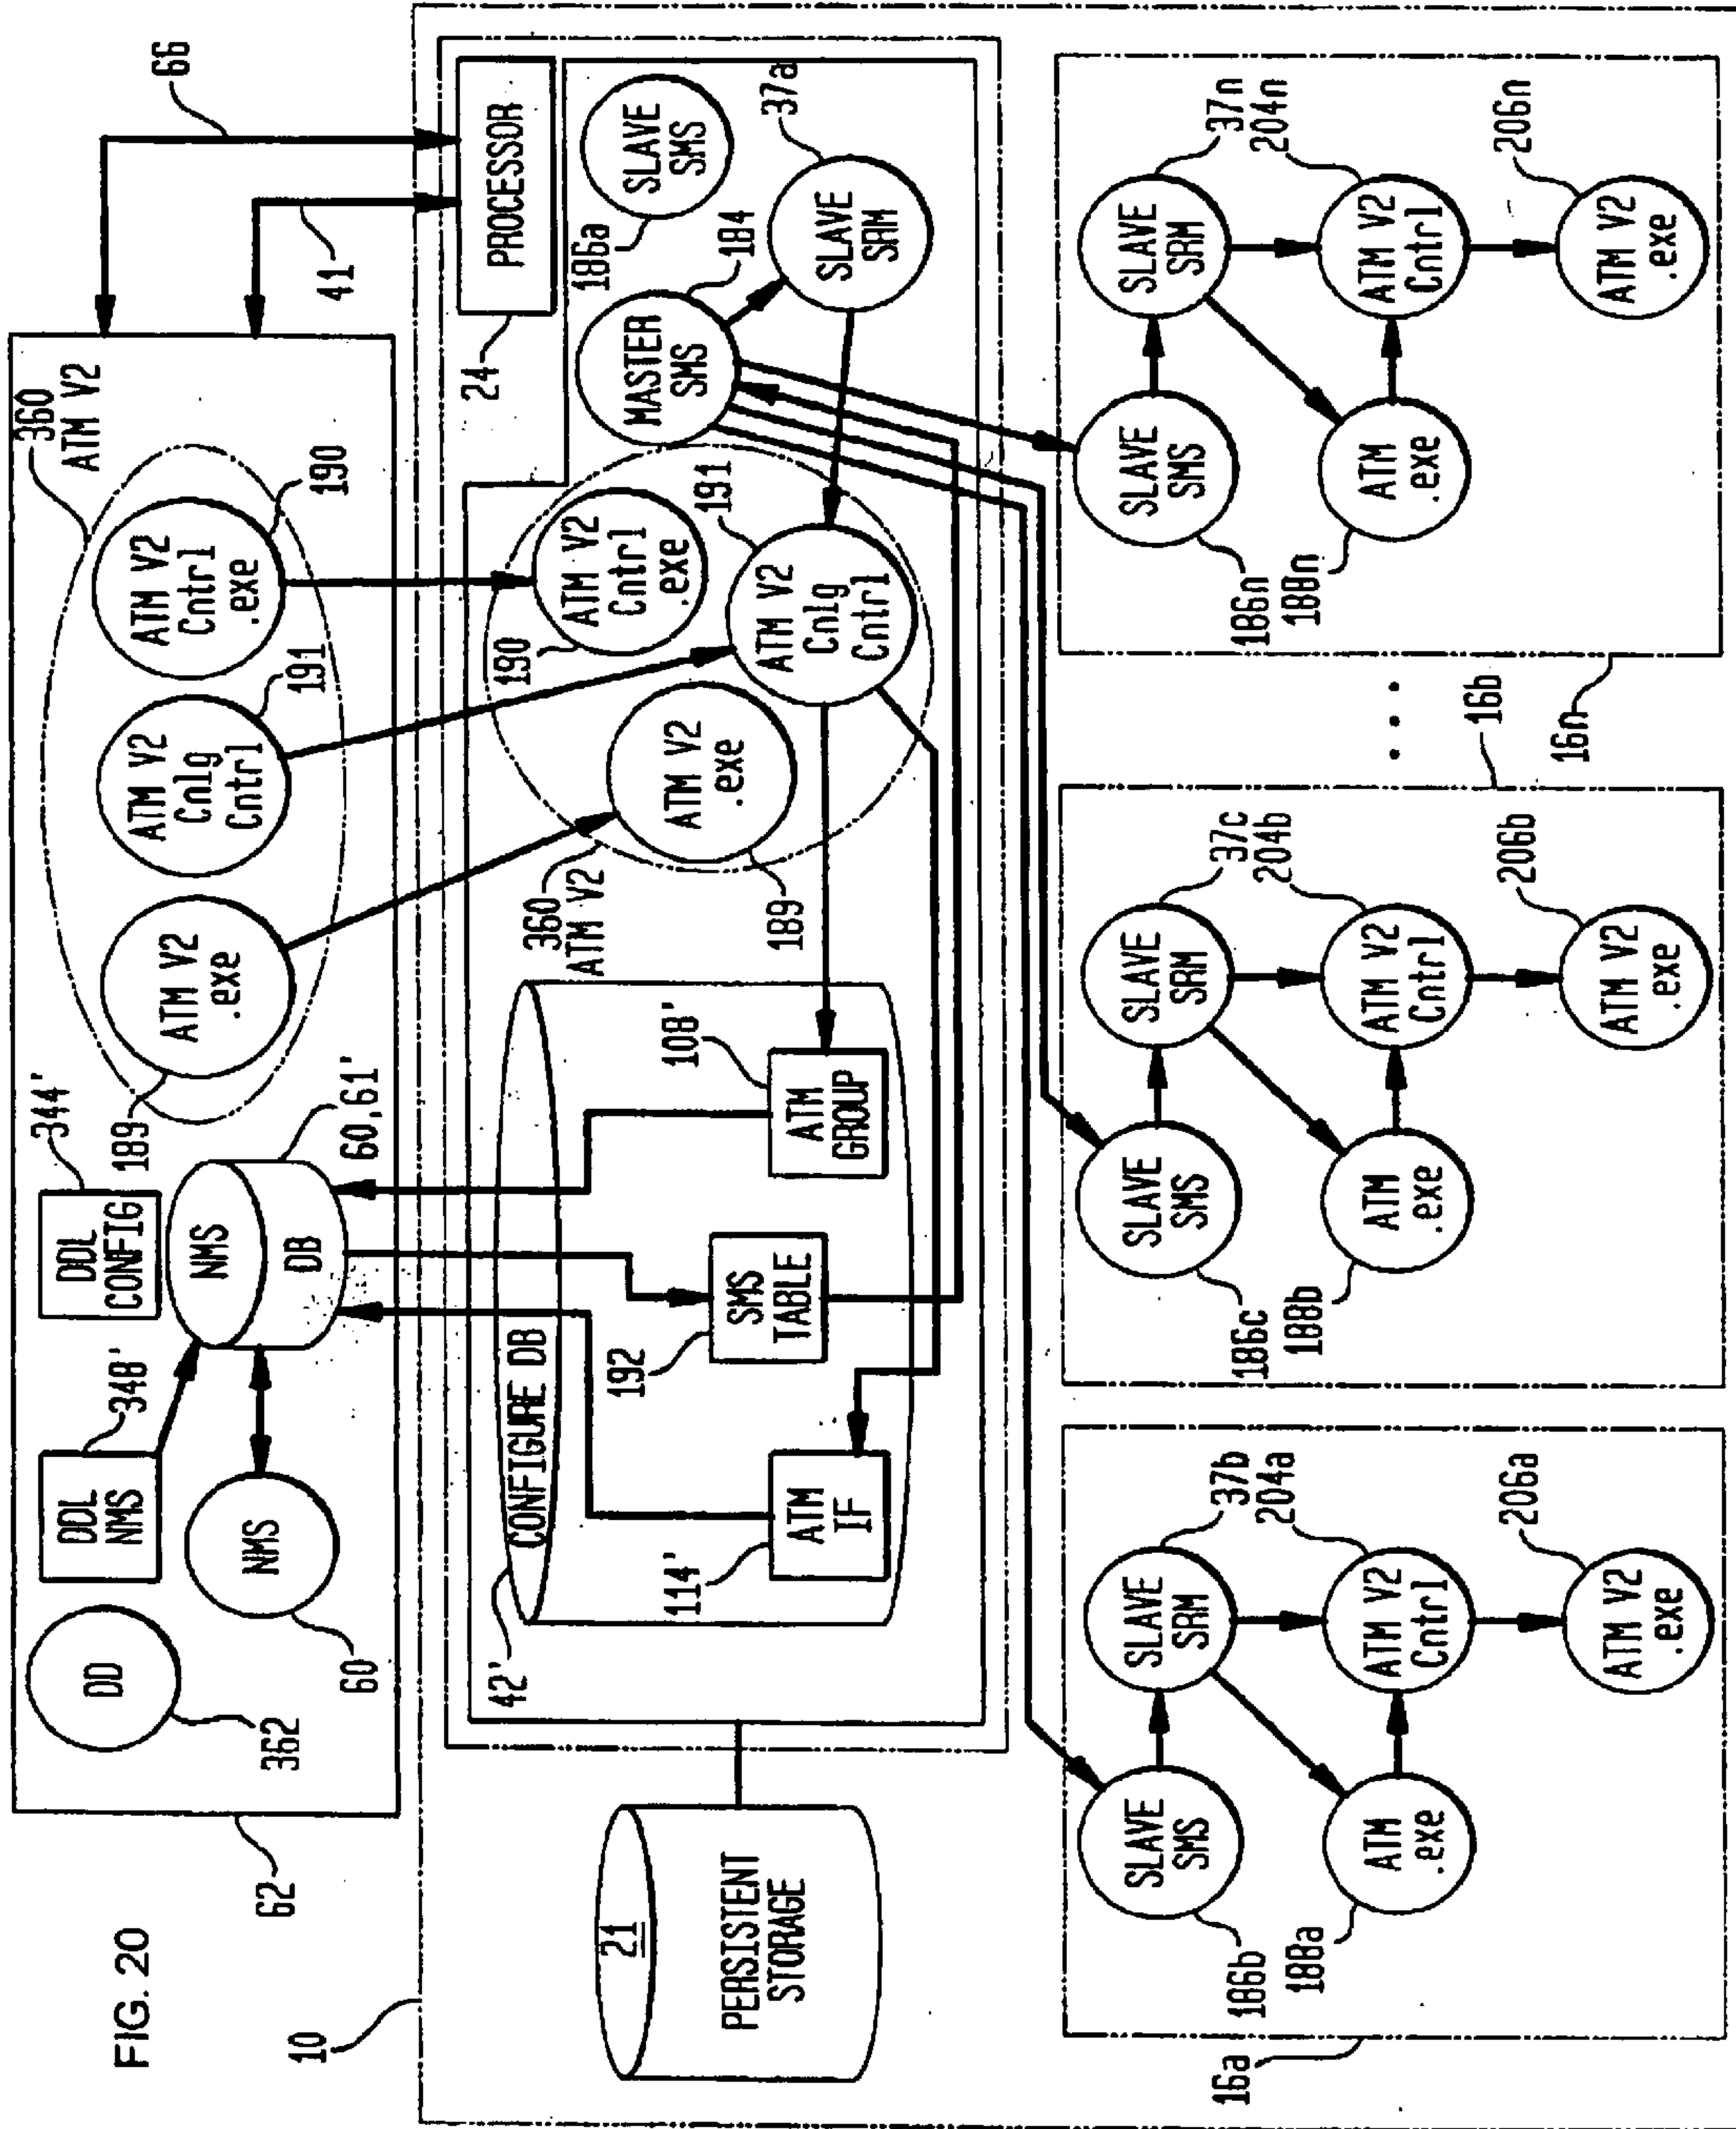 FIG. 20
62
DD
362
DDL
NMS
348'
NMS
60
DDL
CONFIG
344'
NMS
DB
60,61'
189
ATM V2
.exe
ATM V2
Cnlg
Cntrl
191
ATM V2
Cntrl
.exe
190
360
ATM V2
41
66
10
21
PERSISTENT
STORAGE
42'
CONFIGURE DB
114'
ATM
IF
192
SMS
TABLE
108'
ATM
GROUP
360
ATM V2
189
ATM V2
.exe
190
ATM V2
Cntrl
.exe
191
ATM V2
Cnlg
Cntrl
24
PROCESSOR
MASTER
SMS
184
186a
SLAVE
SMS
SLAVE
SRM
37a
16a
186b
SLAVE
SMS
188a
ATM
.exe
SLAVE
SRM
37b
204a
ATM V2
Cntrl
206a
ATM V2
.exe
186c
SLAVE
SMS
188b
ATM
.exe
SLAVE
SRM
37c
204b
ATM V2
Cntrl
206b
ATM V2
.exe
16b
...
16n
186n
SLAVE
SMS
188n
ATM
.exe
SLAVE
SRM
37n
204n
ATM V2
Cntrl
206n
ATM V2
.exe